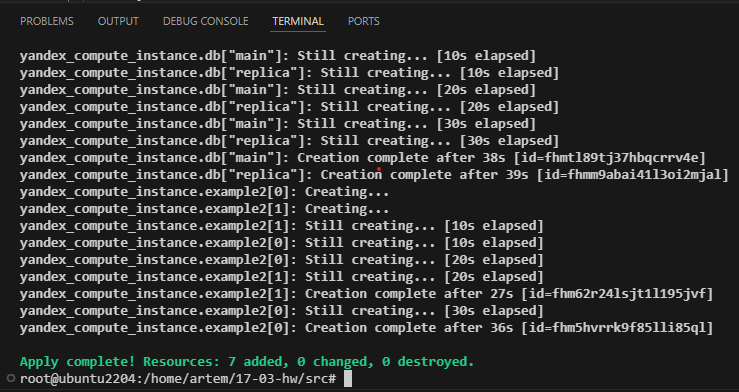 PROBLEMS OUTPUT DEBUG CONSOLE TERMINAL PORTS
yandex_compute_instance.db["main"]: Still creating... [10s elapsed]
yandex_compute_instance.db["replica"]: Still creating... [10s elapsed]
yandex_compute_instance.db["main"]: Still creating... [20s elapsed]
yandex_compute_instance.db["replica"]: Still creating... [20s elapsed]
yandex_compute_instance.db["main"]: Still creating... [30s elapsed]
yandex_compute_instance.db["replica"]: Still creating... [30s elapsed]
yandex_compute_instance.db["main"]: Creation complete after 38s [id=fhmtl89tj37hbqcrrv4e]
yandex_compute_instance.db["replica"]: Creation complete after 39s [id=fhmm9abai41l3oi2mjal]
yandex_compute_instance.example2[0]: Creating...
yandex_compute_instance.example2[1]: Creating...
yandex_compute_instance.example2[1]: Still creating... [10s elapsed]
yandex_compute_instance.example2[0]: Still creating... [10s elapsed]
yandex_compute_instance.example2[0]: Still creating... [20s elapsed]
yandex_compute_instance.example2[1]: Still creating... [20s elapsed]
yandex_compute_instance.example2[1]: Creation complete after 27s [id=fhm62r24lsjt1l195jvf]
yandex_compute_instance.example2[0]: Still creating... [30s elapsed]
yandex_compute_instance.example2[0]: Creation complete after 36s [id=fhm5hvrrk9f85lli85ql]
Apply complete! Resources: 7 added, 0 changed, 0 destroyed.
root@ubuntu2204:/home/artem/17-03-hw/src#